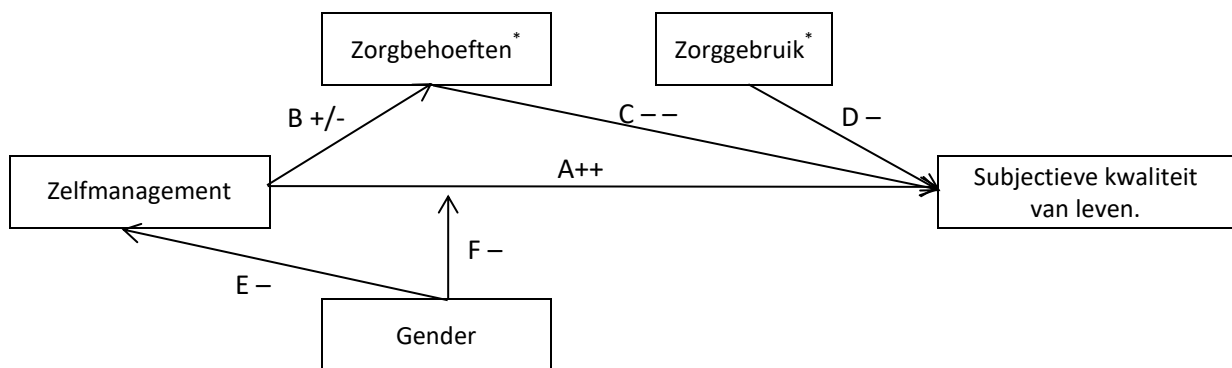 Zorgbehoeften*
Zorggebruik*
B +/-
C – –
D –
A++
Zelfmanagement
Subjectieve kwaliteit
van leven.
F –
E –
Gender